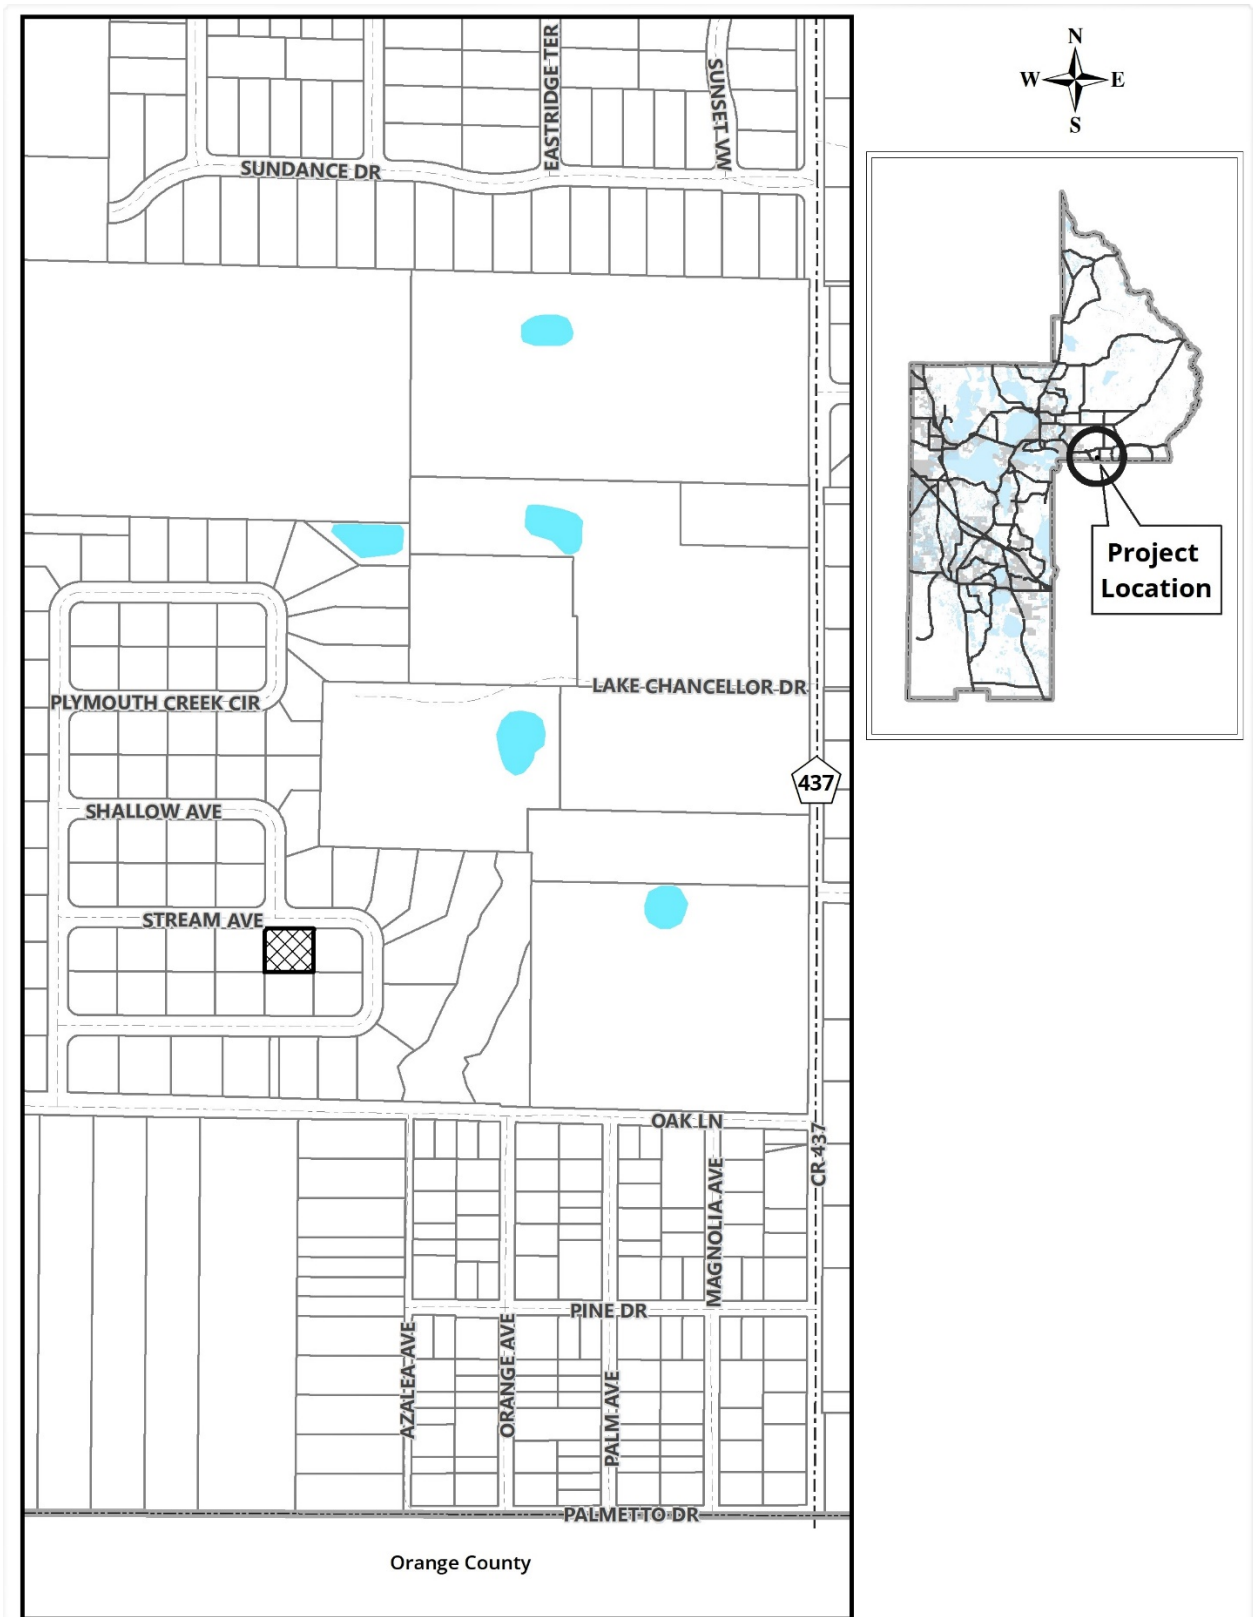 N
W E
S
EASTRIDGE TER
SUNSET VW
SUNDANCE DR
Project
Location
LAKE CHANCELLOR DR
PLYMOUTH CREEK CIR
437
SHALLOW AVE
STREAM AVE
OAK LN
CR 437
MAGNOLIA AVE
PINE DR
AZALEA AVE
ORANGE AVE
PALM AVE
PALMETTO DR
Orange County